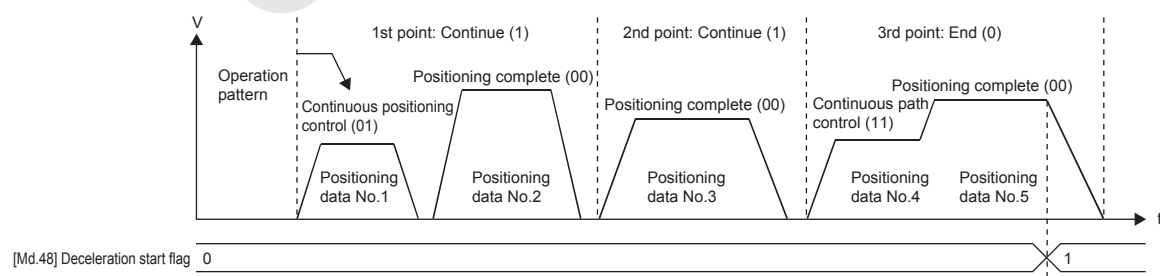 V
1st point: Continue (1)
2nd point: Continue (1)
3rd point: End (0)
Operation
pattern
Positioning complete (00)
Continuous positioning
control (01)
Positioning complete (00)
Positioning complete (00)
Continuous path
control (11)
Positioning
data No.1
Positioning
data No.2
Positioning
data No.3
Positioning
data No.4
Positioning
data No.5
t
[Md.48] Deceleration start flag 0
1